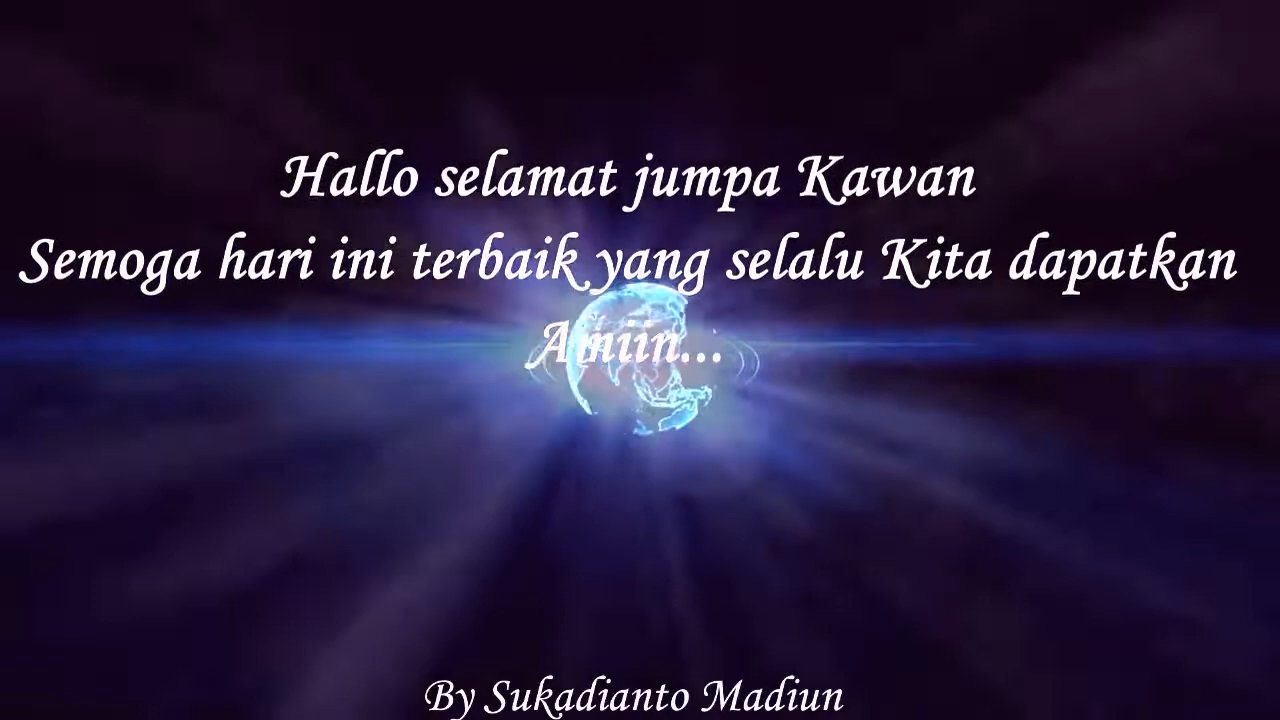 Hallo selamat jumpa Kawan
Semoga hari ini terbaik yang selalu Kita dapatkan
Amiin...
By Sukadianto Madiun